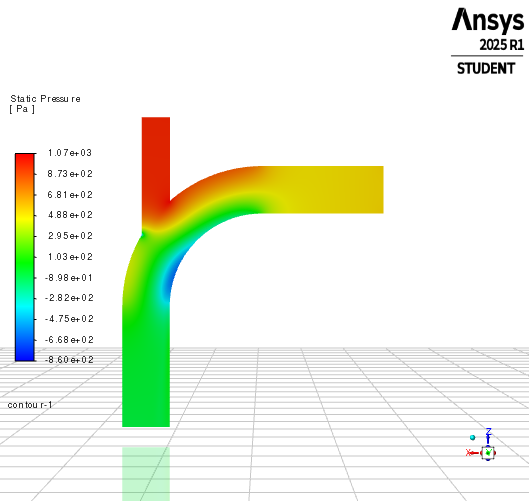 Ansys
2025 R1
STUDENT
Static Pressure
[ Pa ]
1.07e+03
8.73e+02
6.81e+02
4.88e+02
2.95e+02
1.03e+02
-8.98e+01
-2.82e+02
-4.75e+02
-6.68e+02
-8.60e+02
contour-1
Z
X